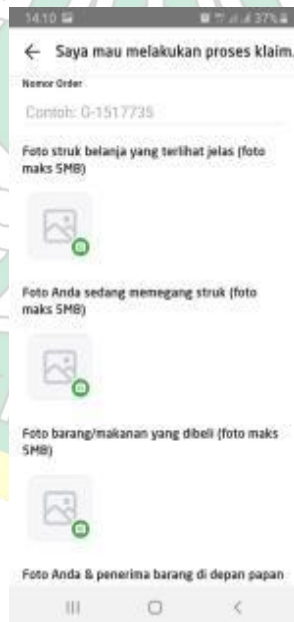 14.10
37%
Saya mau melakukan proses klaim.
Nomor Order
Contoh: G-1517735
Foto struk belanja yang terlihat jelas (foto
maks 5MB)
Foto Anda sedang memegang struk (foto
maks 5MB)
Foto barang/makanan yang dibeli (foto maks
5MB)
Foto Anda & penerima barang di depan papan